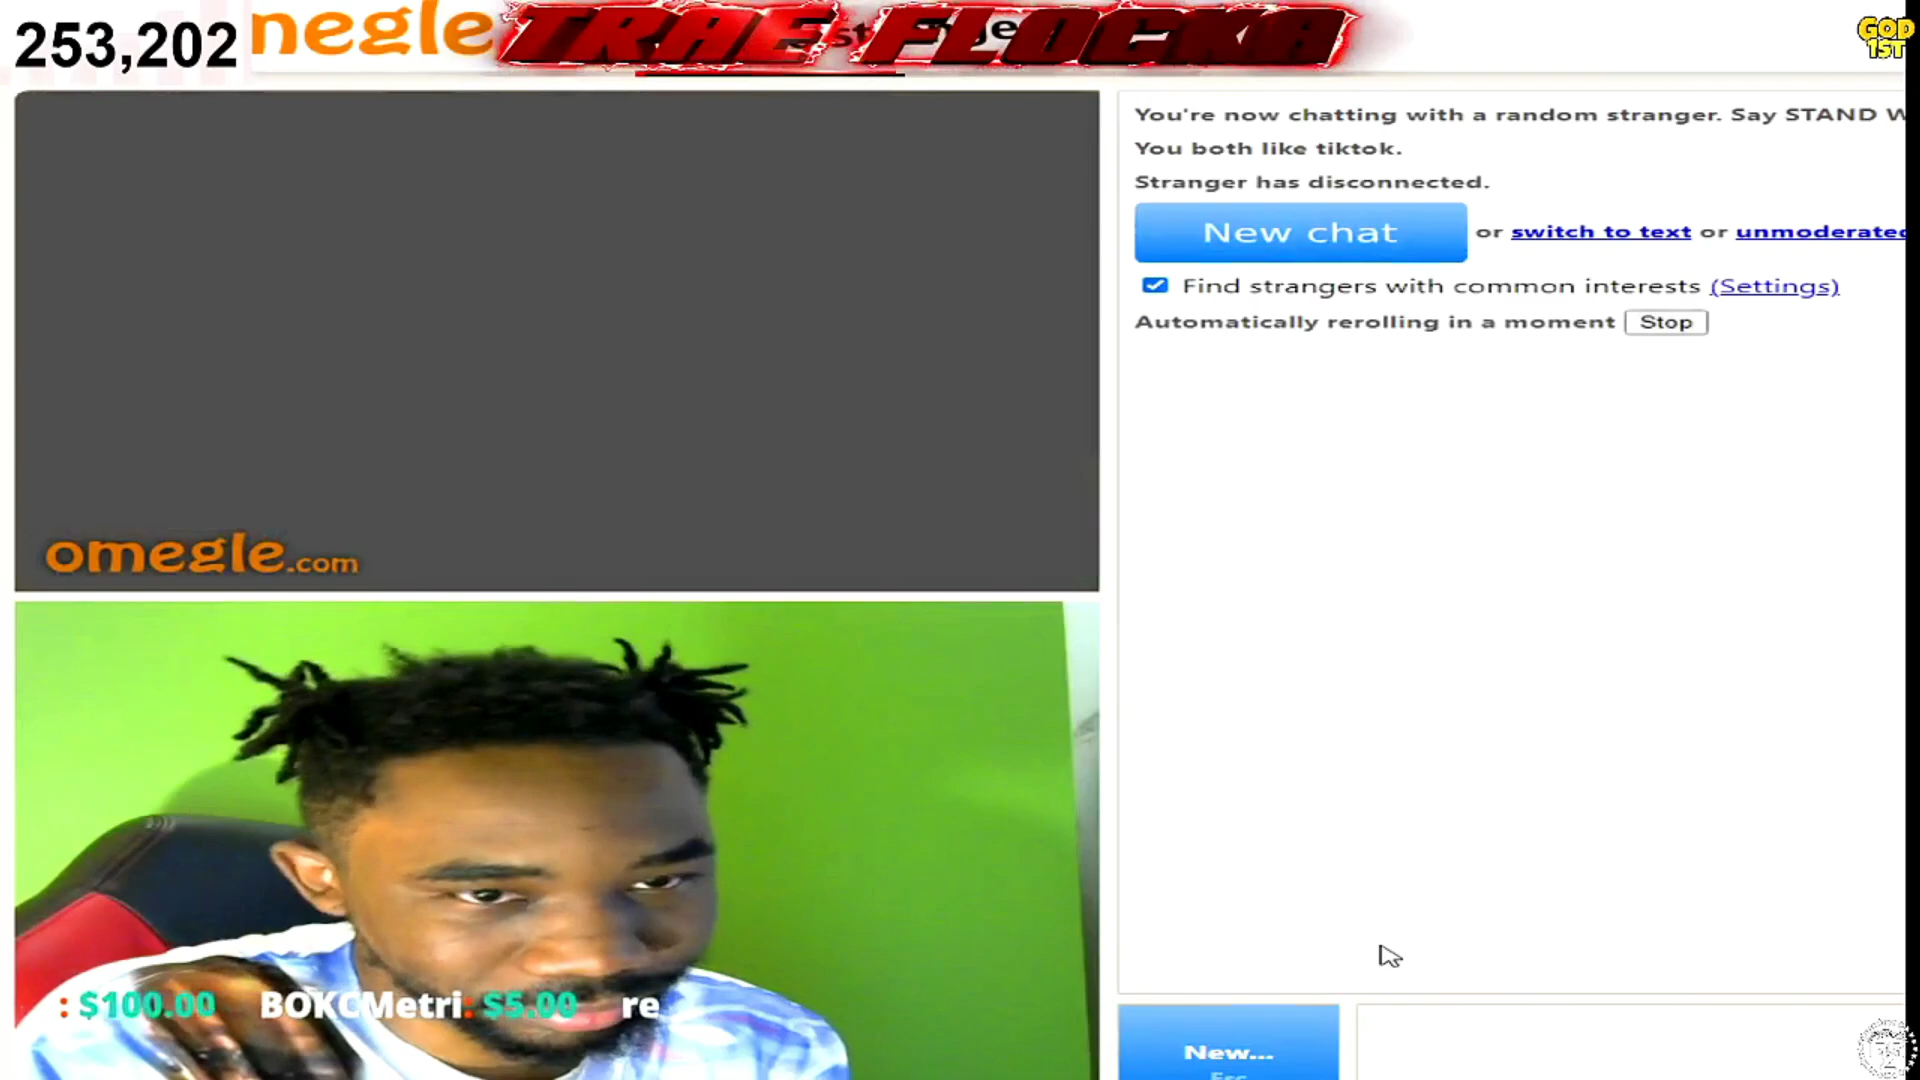 253,202
negle
TRAE FLOCKA
GOD
1ST
You're now chatting with a random stranger. Say STAND W
You both like tiktok.
Stranger has disconnected.
New chat or switch to text or unmoderated
Find strangers with common interests (Settings)
Automatically rerolling in a moment Stop
omegle.com
: $100.00 BOKCMetri: $5.00 re
New...
Esc